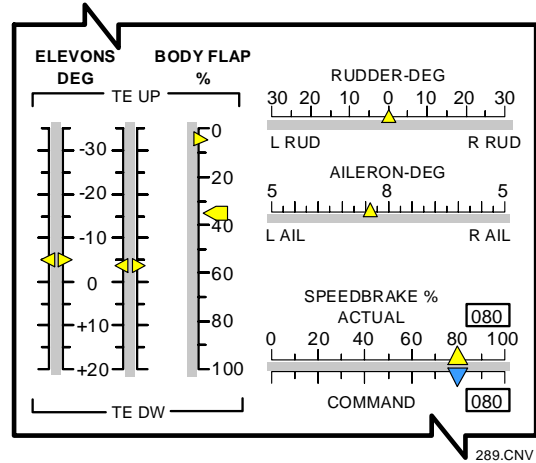 ELEVONS
DEG
BODY FLAP
%
TE UP
-30
-20
-10
0
+10
+20
0
20
40
60
80
100
TE DW
RUDDER-DEG
30 20 10 0 10 20 30
L RUD R RUD
AILERON-DEG
5 8 5
L AIL R AIL
SPEEDBRAKE %
ACTUAL 080
0 20 40 60 80 100
COMMAND 080
289.CNV